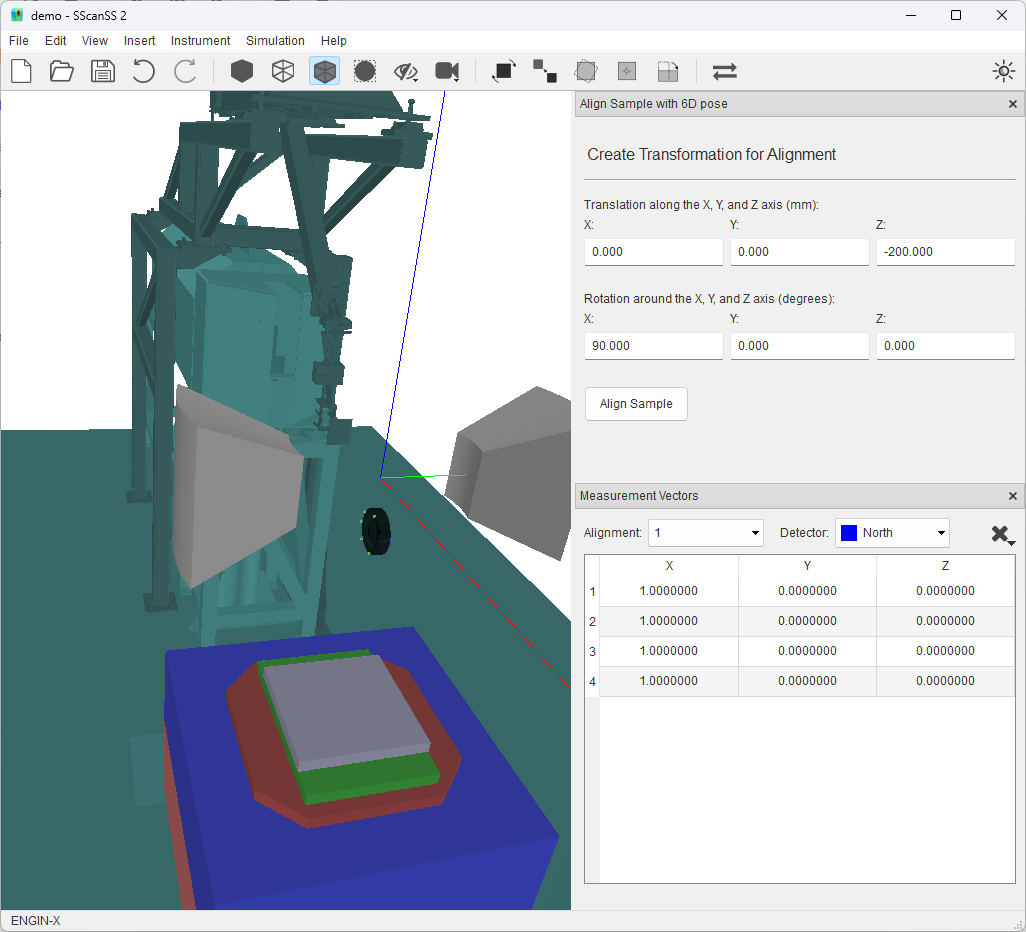 demo - SScanSS 2
File Edit View Insert Instrument Simulation Help
Align Sample with 6D pose
Create Transformation for Alignment
Translation along the X, Y, and Z axis (mm):
X: Y: Z:
0.000 0.000 -200.000
Rotation around the X, Y, and Z axis (degrees):
X: Y: Z:
90.000 0.000 0.000
Align Sample
Measurement Vectors
Alignment: 1 Detector: North
X Y Z
1 1.0000000 0.0000000 0.0000000
2 1.0000000 0.0000000 0.0000000
3 1.0000000 0.0000000 0.0000000
4 1.0000000 0.0000000 0.0000000
ENGIN-X